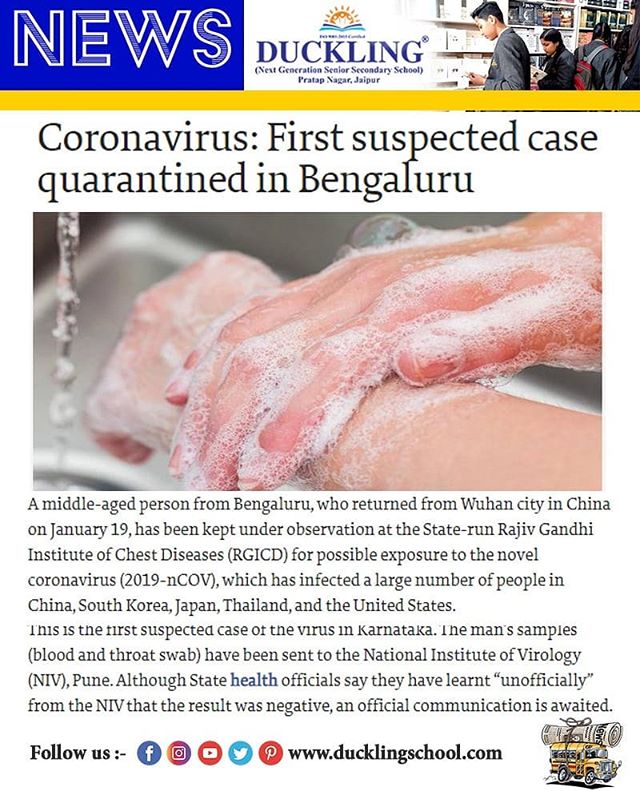 NEWS
ISO 9001:2015 Certified
DUCKLING®
(Next Generation Senior Secondary School)
Pratap Nagar, Jaipur
Coronavirus: First suspected case
quarantined in Bengaluru
A middle-aged person from Bengaluru, who returned from Wuhan city in China
on January 19, has been kept under observation at the State-run Rajiv Gandhi
Institute of Chest Diseases (RGICD) for possible exposure to the novel
coronavirus (2019-nCOV), which has infected a large number of people in
China, South Korea, Japan, Thailand, and the United States.
This is the first suspected case of the virus in Karnataka. The man's samples
(blood and throat swab) have been sent to the National Institute of Virology
(NIV), Pune. Although State health officials say they have learnt “unofficially”
from the NIV that the result was negative, an official communication is awaited.
Follow us :- www.ducklingschool.com